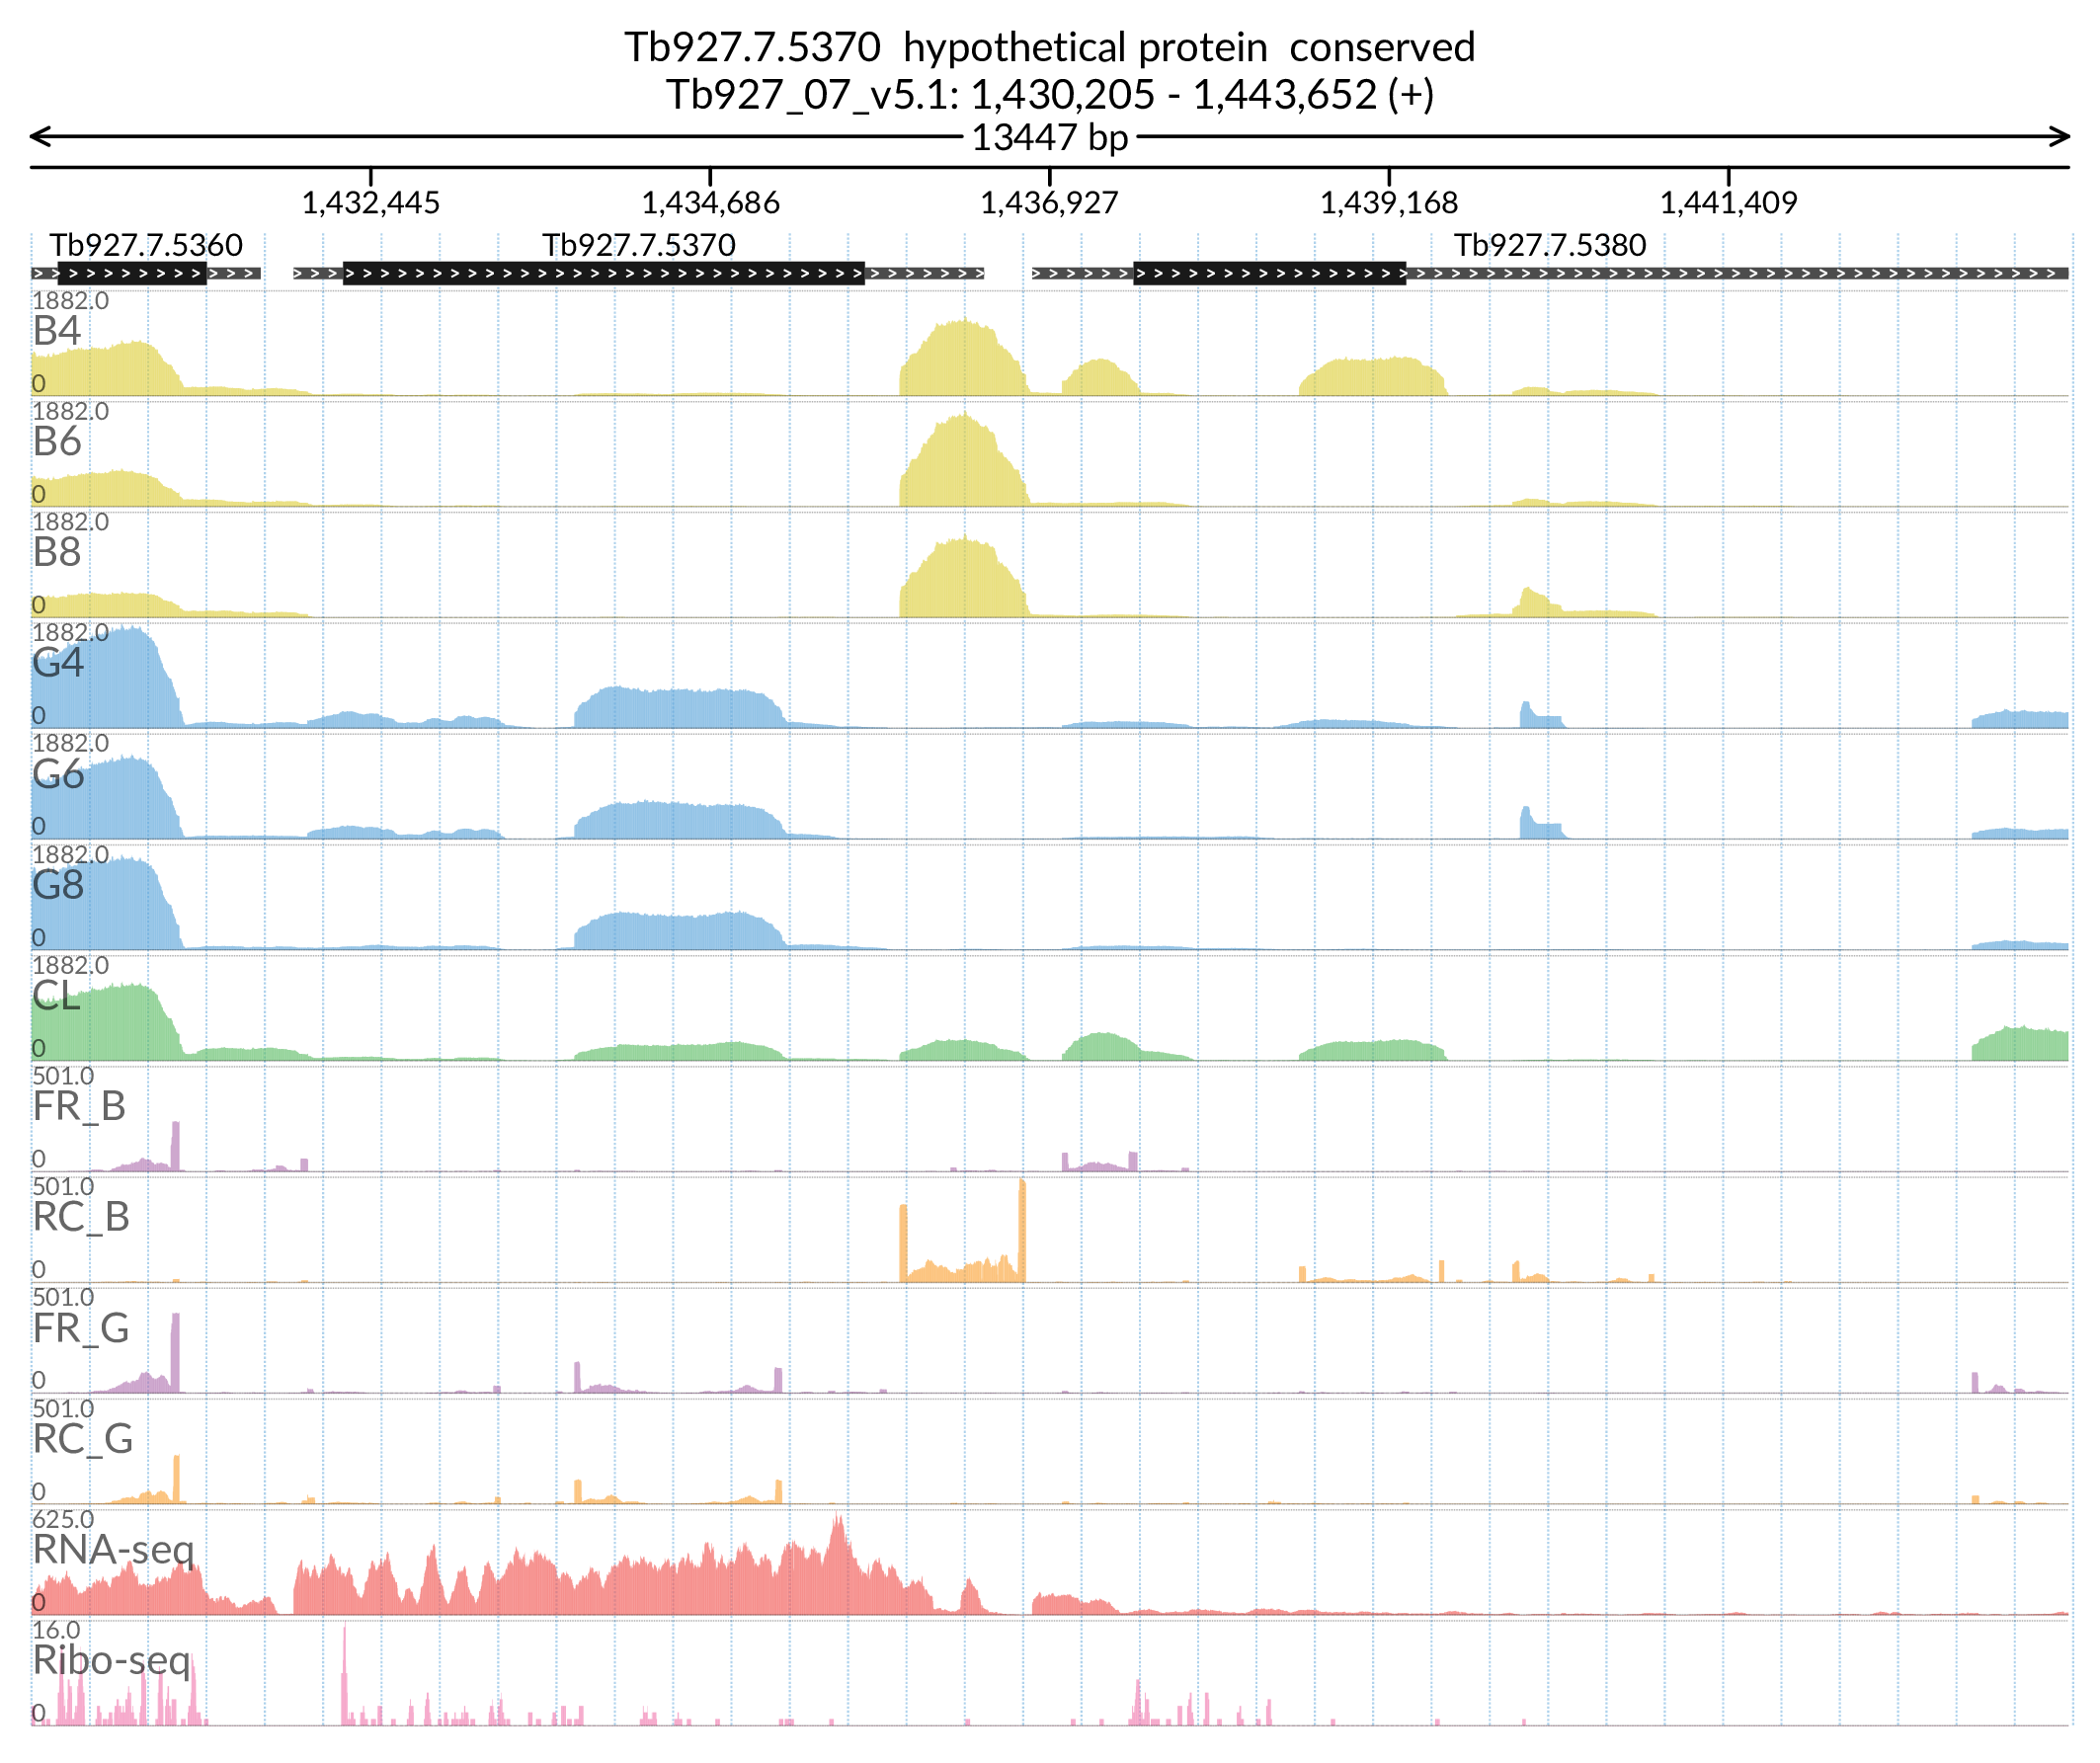 Tb927.7.5370 hypothetical protein conserved
Tb927_07_v5.1: 1,430,205 - 1,443,652 (+)
13447 bp
1,432,445 1,434,686 1,436,927 1,439,168 1,441,409
Tb927.7.5360 Tb927.7.5370 Tb927.7.5380
1882.0
B4
0
1882.0
B6
0
1882.0
B8
0
1882.0
G4
0
1882.0
G6
0
1882.0
G8
0
1882.0
CL
0
501.0
FR_B
0
501.0
RC_B
0
501.0
FR_G
0
501.0
RC_G
0
625.0
RNA-seq
0
16.0
Ribo-seq
0